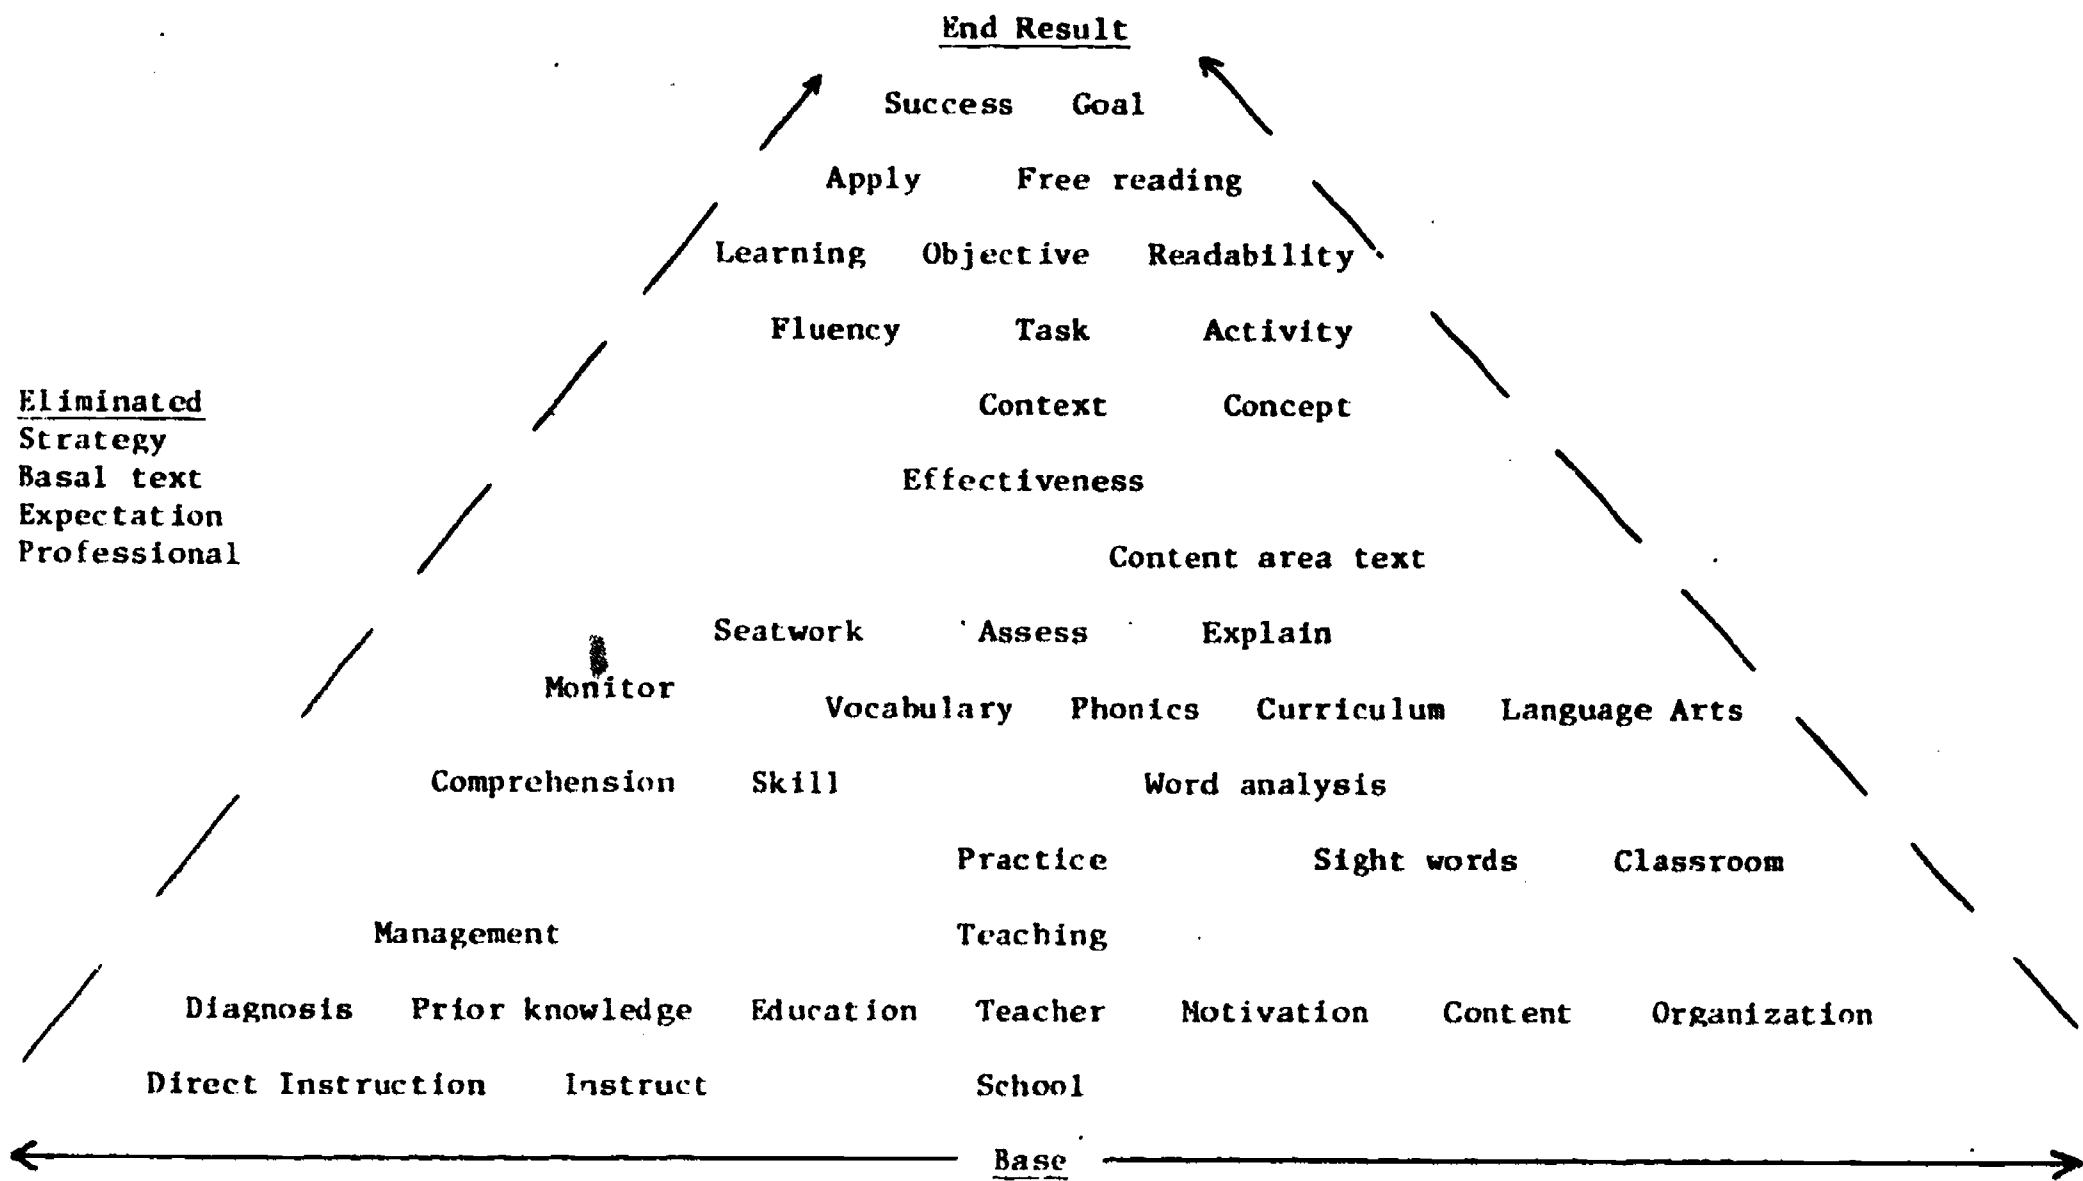 End Result
Success Goal
Apply Free reading
Learning Objective Readability
Fluency Task Activity
Context Concept
Eliminated
Strategy
Basal text
Expectation
Professional
Effectiveness
Content area text
Seatwork Assess Explain
Monitor
Vocabulary Phonics Curriculum Language Arts
Comprehension Skill Word analysis
Practice Sight words Classroom
Management Teaching
Diagnosis Prior knowledge Education Teacher Motivation Content Organization
Direct Instruction Instruct School
Base